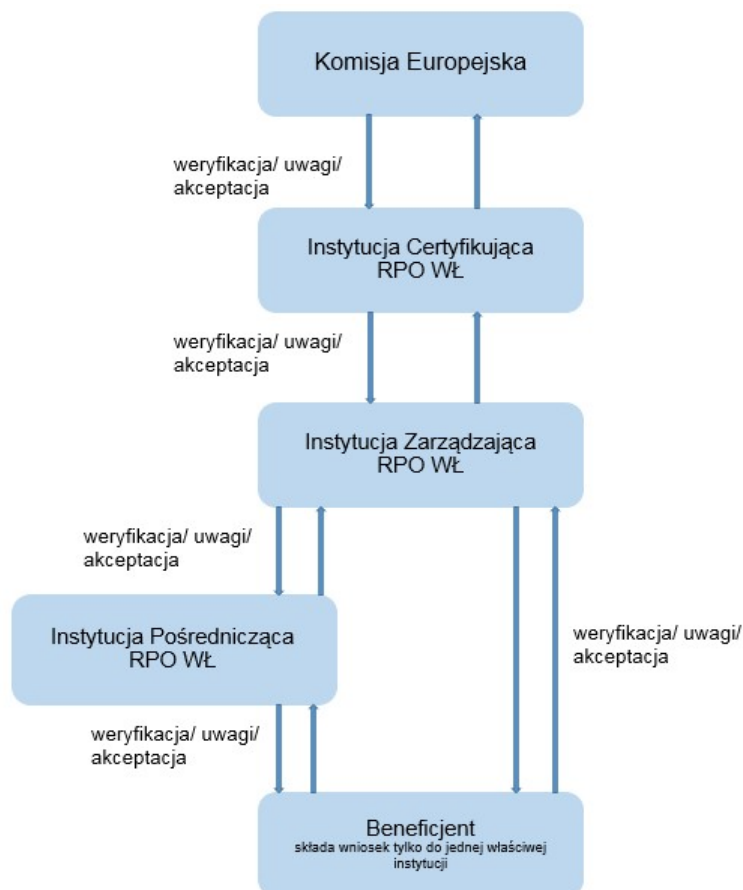 Komisja Europejska
weryfikacja/ uwagi/
akceptacja
Instytucja Certyfikująca
RPO WŁ
weryfikacja/ uwagi/
akceptacja
Instytucja Zarządzająca
RPO WŁ
weryfikacja/ uwagi/
akceptacja
Instytucja Pośrednicząca
RPO WŁ
weryfikacja/ uwagi/
akceptacja
weryfikacja/ uwagi/
akceptacja
Beneficjent
składa wniosek tylko do jednej właściwej
instytucji